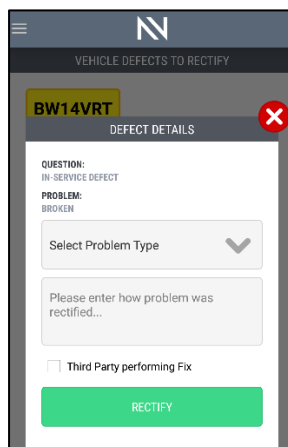 VEHICLE DEFECTS TO RECTIFY
BW14VRT
DEFECT DETAILS
QUESTION:
IN-SERVICE DEFECT
PROBLEM:
BROKEN
Select Problem Type
Please enter how problem was
rectified...
Third Party performing Fix
RECTIFY